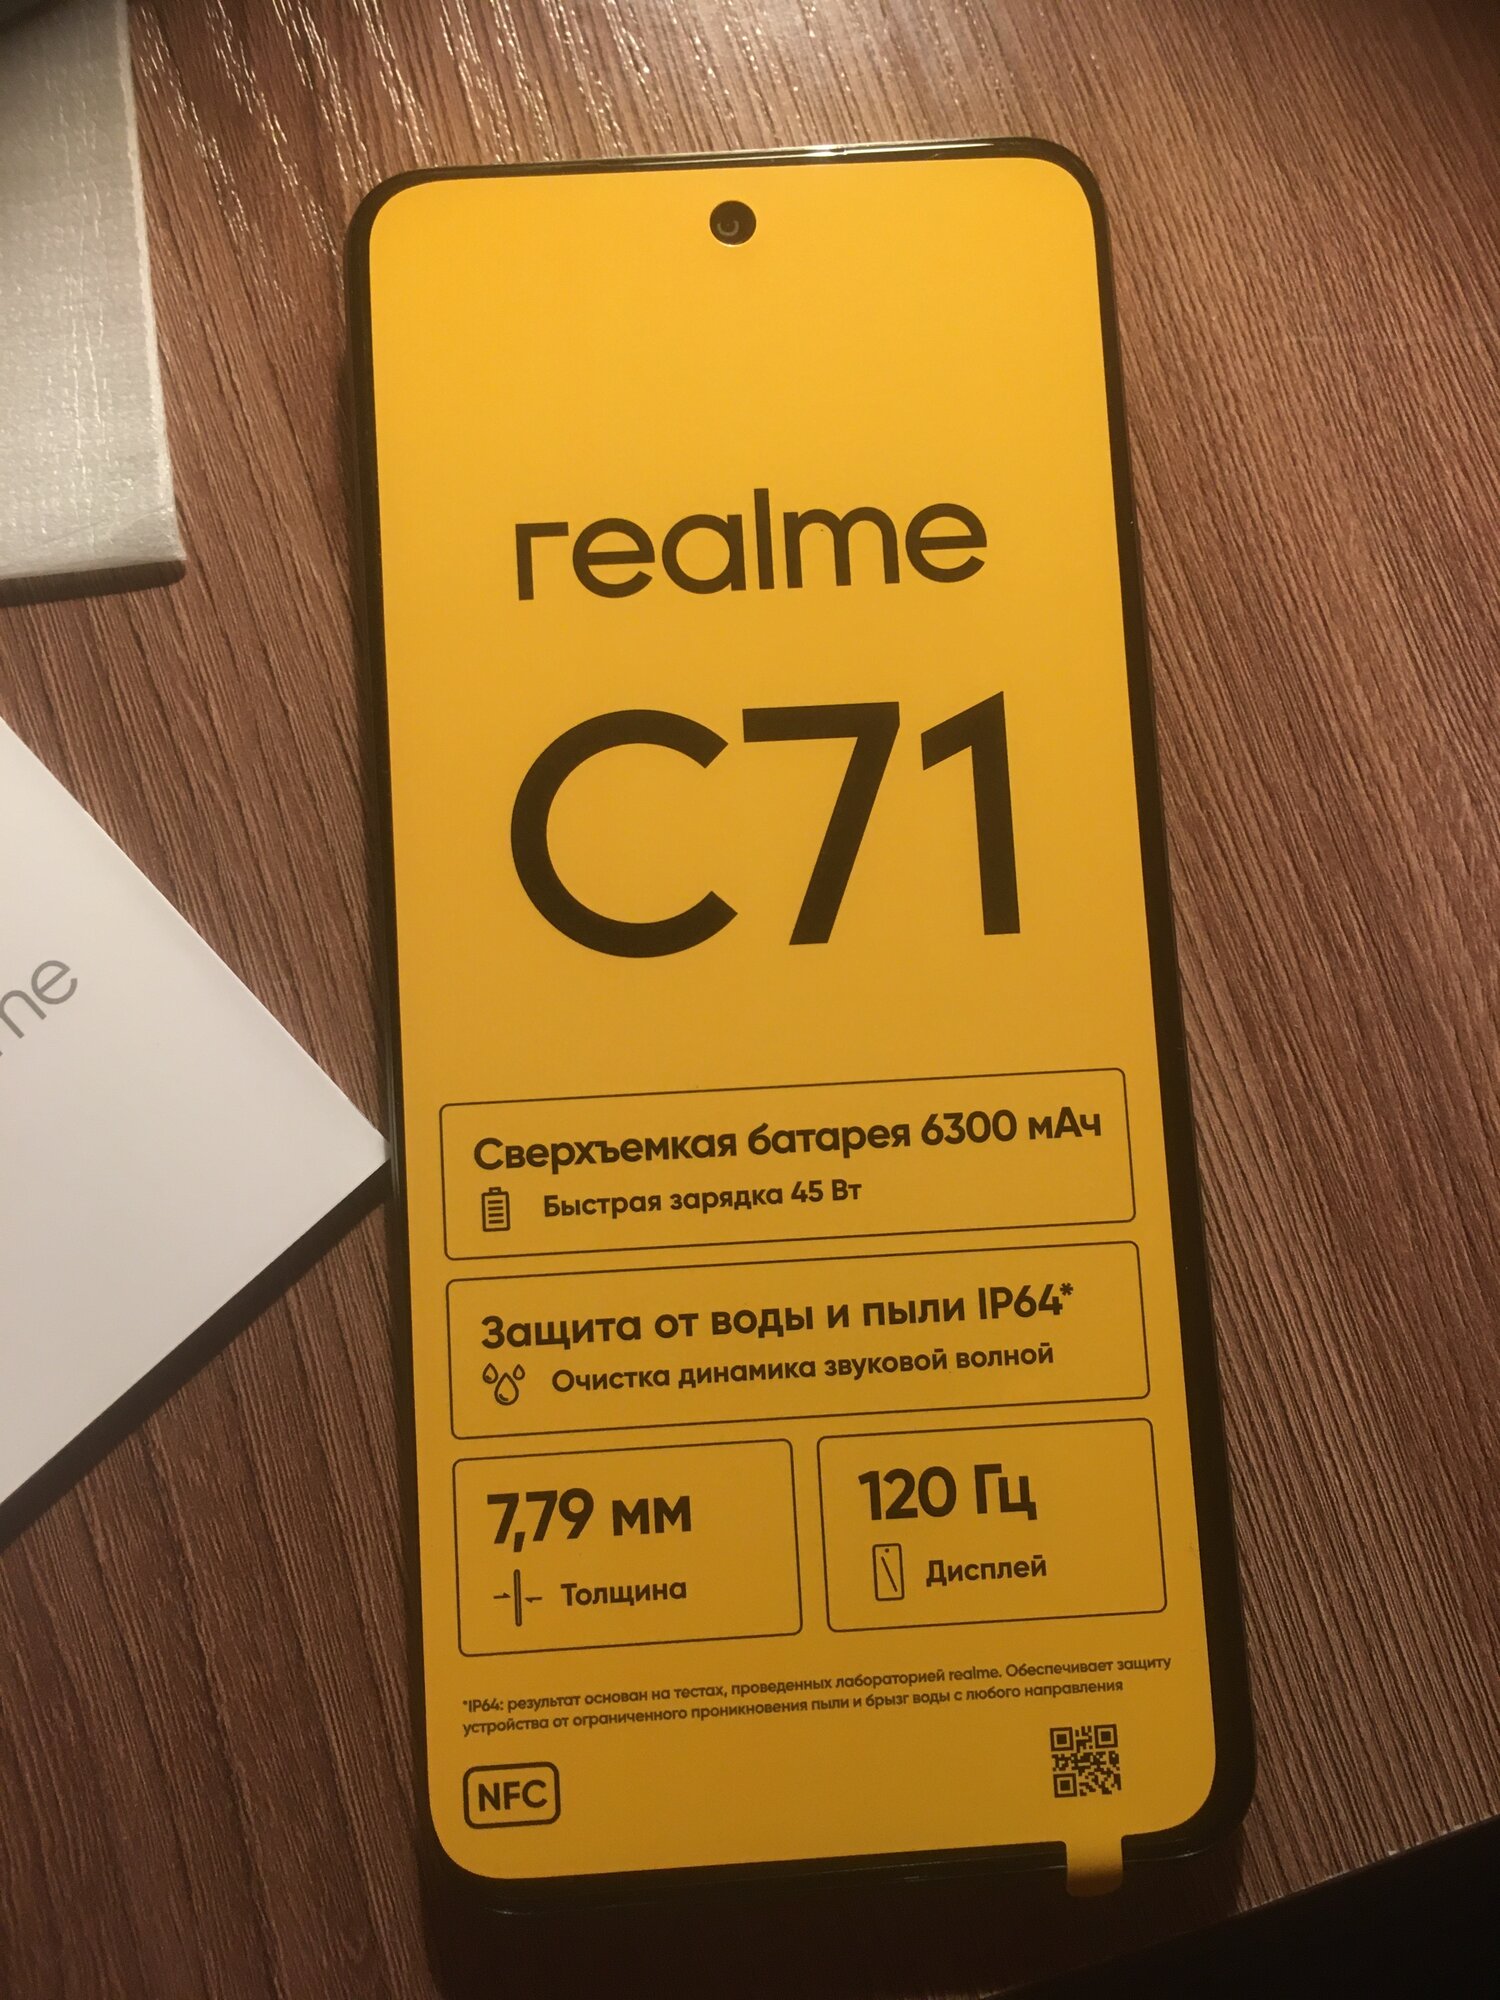 realme
C71
Сверхъемкая батарея 6300 мАч
Быстрая зарядка 45 Вт
Защита от воды и пыли IP64*
Очистка динамика звуковой волной
7,79 мм
Толщина
120 Гц
Дисплей
*IP64: результат основан на тестах, проведенных лабораторией realme. Обеспечивает защиту
устройства от ограниченного проникновения пыли и брызг воды с любого направления
NFC
me